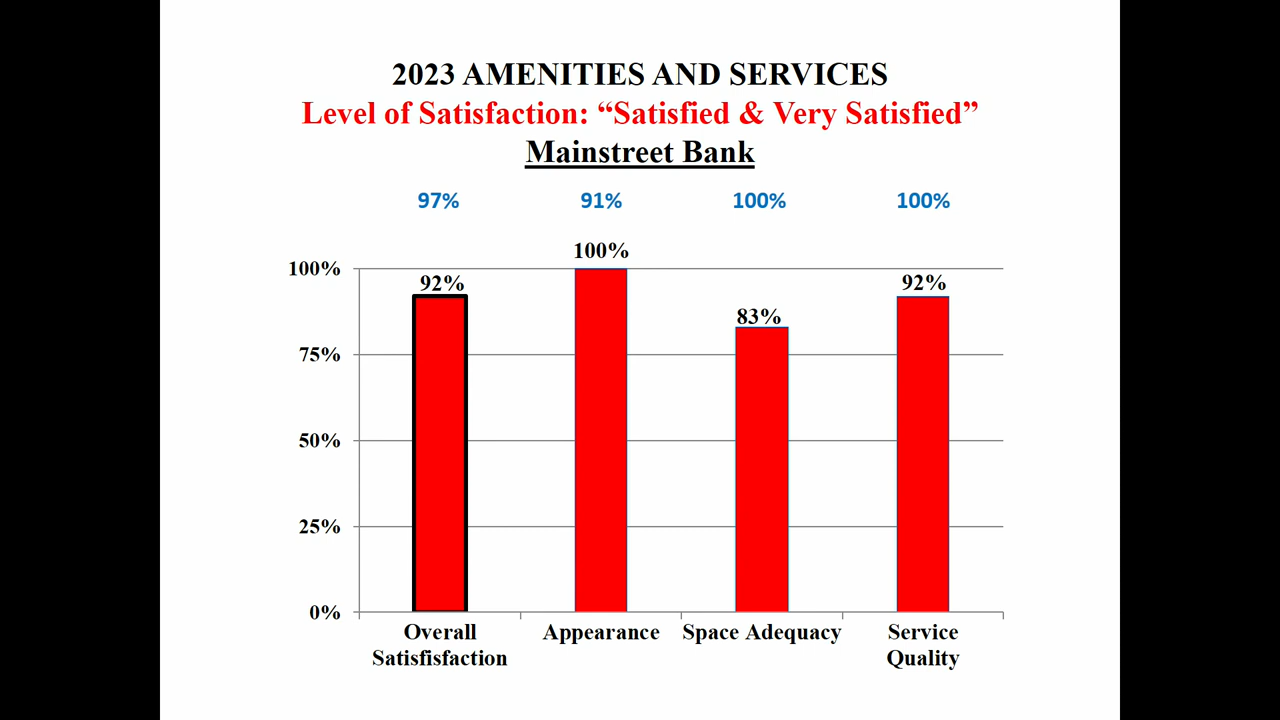 2023 AMENITIES AND SERVICES
Level of Satisfaction: “Satisfied & Very Satisfied”
Mainstreet Bank
97% 91% 100% 100%
100%
100%
92%
92%
83%
75%
50%
25%
0%
Overall Appearance Space Adequacy Service
Satisfisfaction Quality